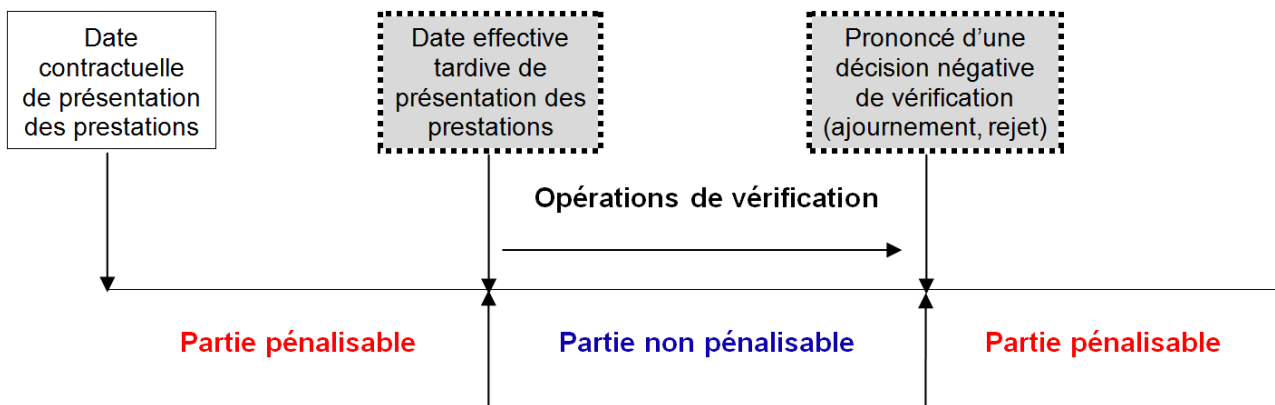 Date
contractuelle
de présentation
des prestations
Date effective
tardive de
présentation des
prestations
Prononcé d'une
décision négative
de vérification
(ajournement, rejet)
Opérations de vérification
Partie pénalisable
Partie non pénalisable
Partie pénalisable